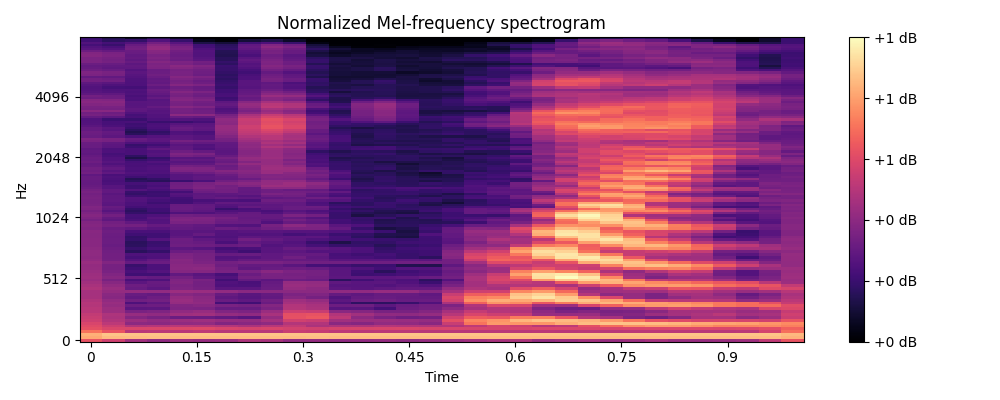 Normalized Mel-frequency spectrogram
Hz
4096
2048
1024
512
0
0 0.15 0.3 0.45 0.6 0.75 0.9
Time
+1 dB
+1 dB
+1 dB
+0 dB
+0 dB
+0 dB